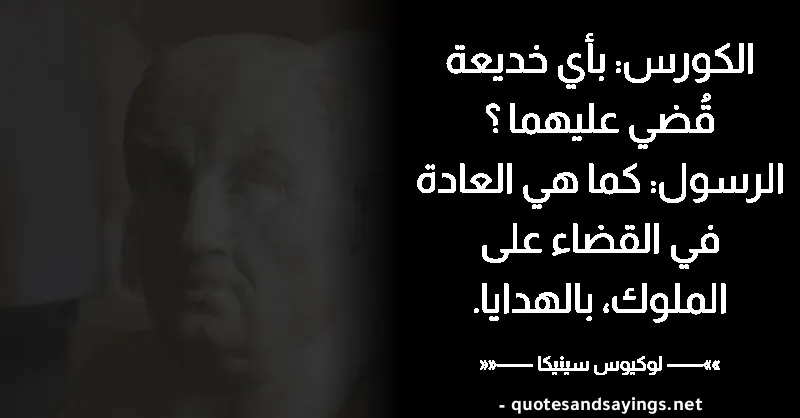 الكورس: بأي خديعة
قُضي عليهما ؟
الرسول: كما هي العادة
في القضاء على
الملوك، بالهدايا.
»»—— لوكيوس سينيكا ——««
- quotesandsayings.net